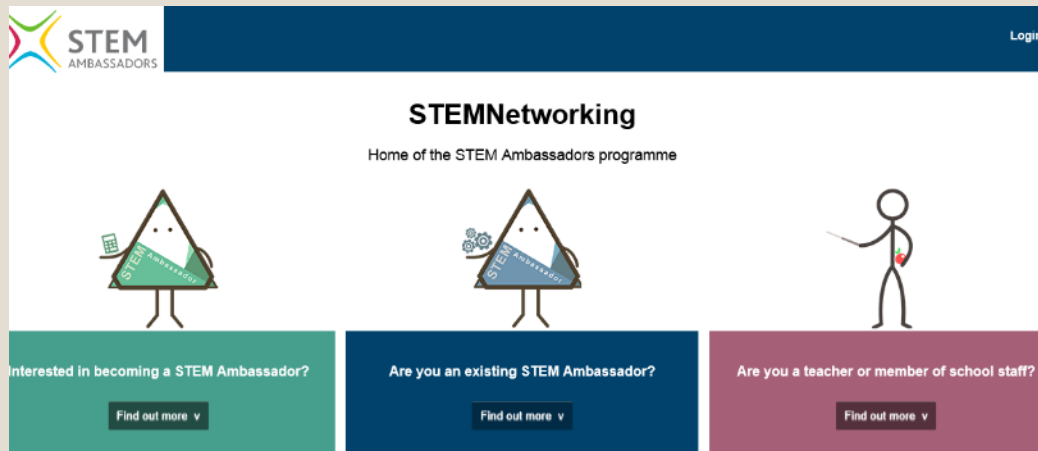 STEM
AMBASSADORS
Login
STEMNetworking
Home of the STEM Ambassadors programme
STEM Ambassador
STEM Ambassador
Interested in becoming a STEM Ambassador?
Are you an existing STEM Ambassador?
Are you a teacher or member of school staff?
Find out more v
Find out more v
Find out more v